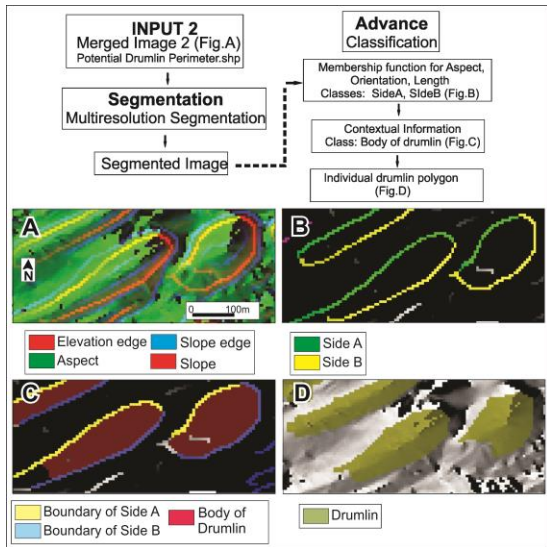 INPUT 2
Merged Image 2 (Fig.A)
Potential Drumlin Perimeter.shp
Segmentation
Multiresolution Segmentation
Segmented Image
Advance
Classification
Membership function for Aspect,
Orientation, Length
Classes: SideA, SIdeB (Fig.B)
Contextual Information
Class: Body of drumlin (Fig.C)
Individual drumlin polygon
(Fig.D)
A
N
0 100m
Elevation edge
Slope edge
Aspect
Slope
B
Side A
Side B
C
Boundary of Side A
Boundary of Side B
Body of
Drumlin
D
Drumlin